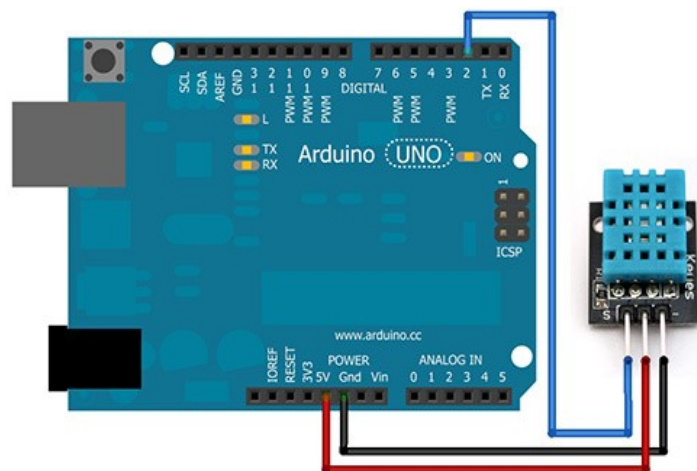 SCL
SDA
AREF
GND
13
12
PWM 11
PWM 10
PWM 9
8
7
PWM 6
PWM 5
4
PWM 3
2
TX 1
RX 0
DIGITAL
L
TX
RX
Arduino UNO
ON
1
ICSP
Keyes
S
-
www.arduino.cc
POWER
ANALOG IN
IOREF
RESET
3V3
5V
Gnd
Vin
0
1
2
3
4
5